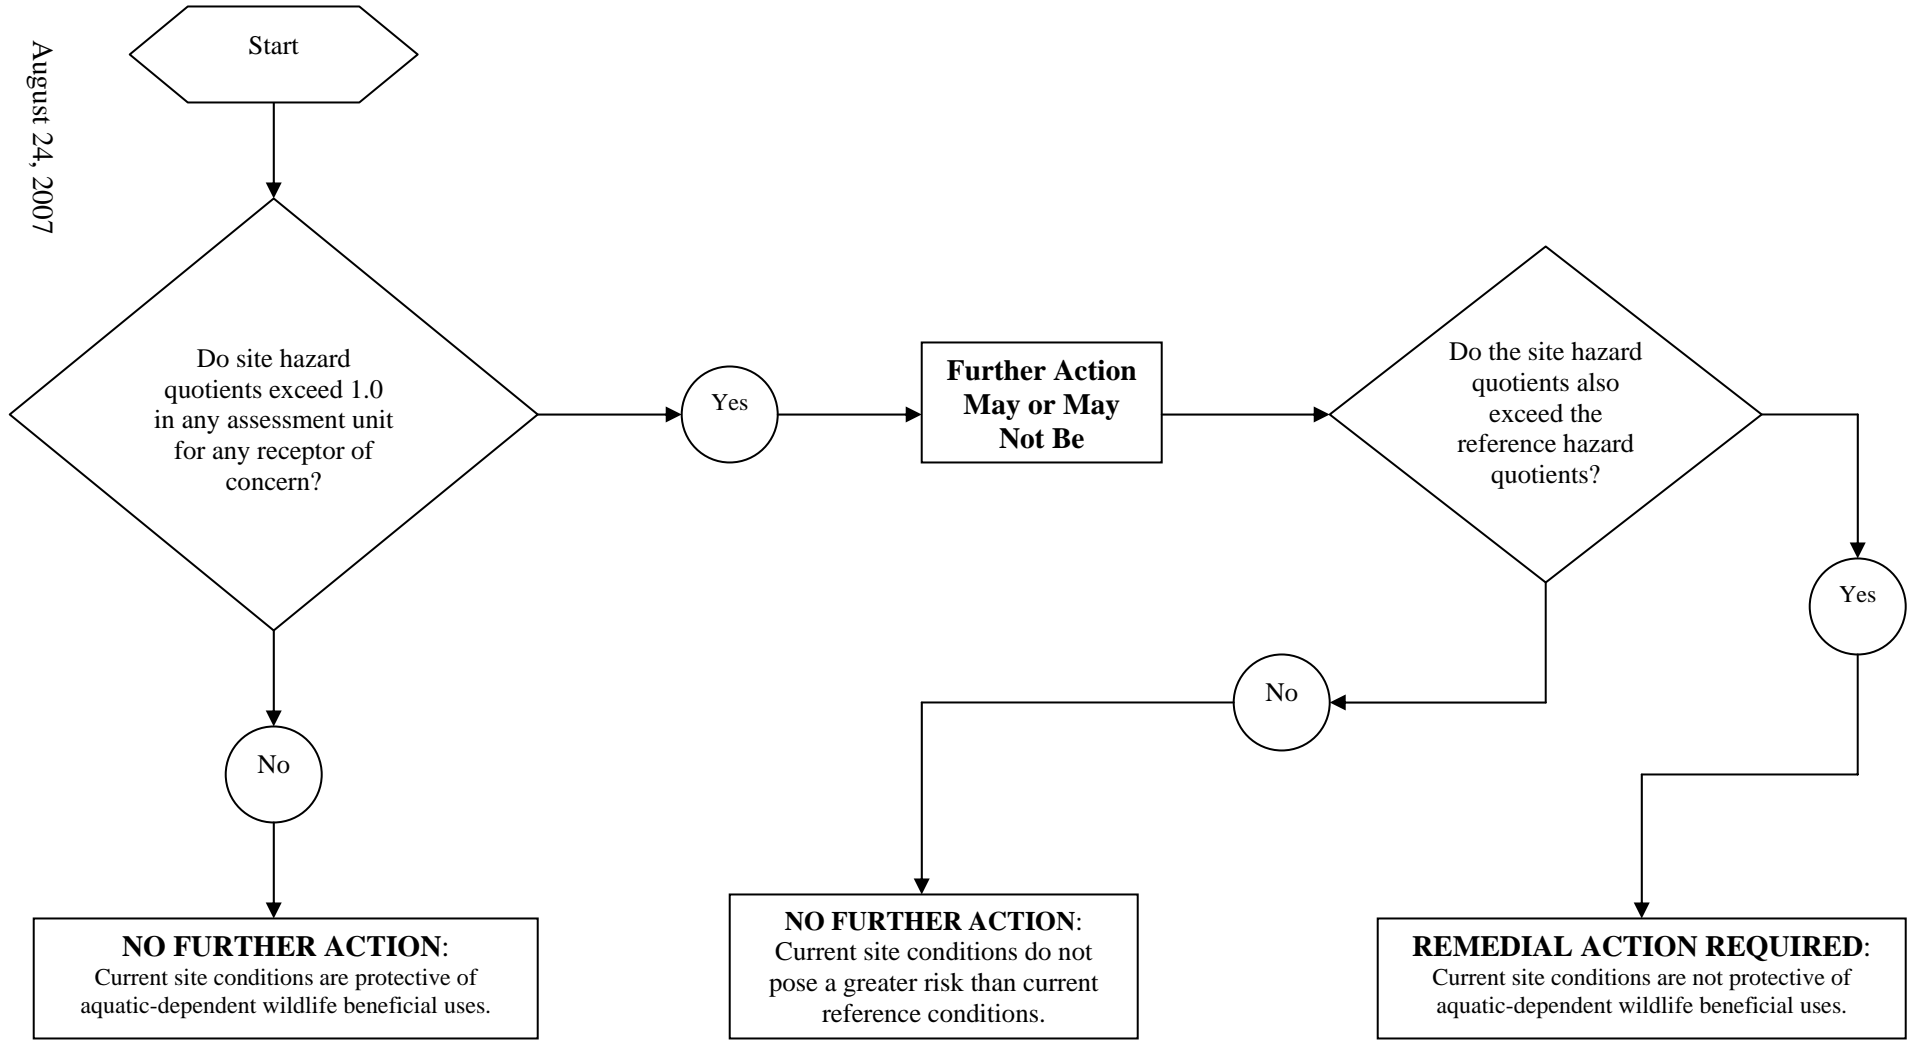 August 24, 2007
Start
Do site hazard
quotients exceed 1.0
in any assessment unit
for any receptor of
concern?
Yes
Further Action
May or May
Not Be
Do the site hazard
quotients also
exceed the
reference hazard
quotients?
Yes
No
No
NO FURTHER ACTION:
Current site conditions are protective of
aquatic-dependent wildlife beneficial uses.
NO FURTHER ACTION:
Current site conditions do not
pose a greater risk than current
reference conditions.
REMEDIAL ACTION REQUIRED:
Current site conditions are not protective of
aquatic-dependent wildlife beneficial uses.